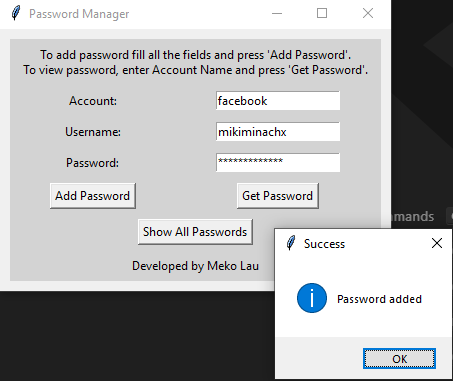 Password Manager
To add password fill all the fields and press 'Add Password'.
To view password, enter Account Name and press 'Get Password'.
Account: facebook
Username: mikiminachx
Password: *************
Add Password Get Password
Show All Passwords
Developed by Meko Lau
Success
Password added
OK